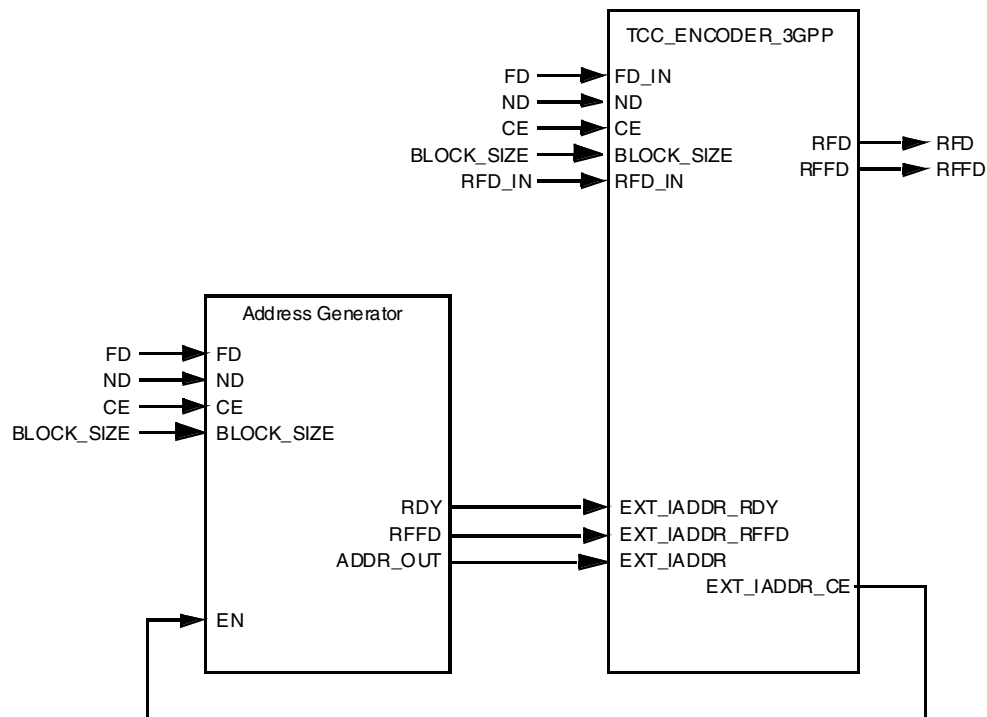 TCC_ENCODER_3GPP
FD FD_IN
ND ND
CE CE
BLOCK_SIZE BLOCK_SIZE
RFD_IN RFD_IN
RFD RFD
RFFD RFFD
Address Generator
FD FD
ND ND
CE CE
BLOCK_SIZE BLOCK_SIZE
RDY EXT_IADDR_RDY
RFFD EXT_IADDR_RFFD
ADDR_OUT EXT_IADDR
EXT_IADDR_CE
EN